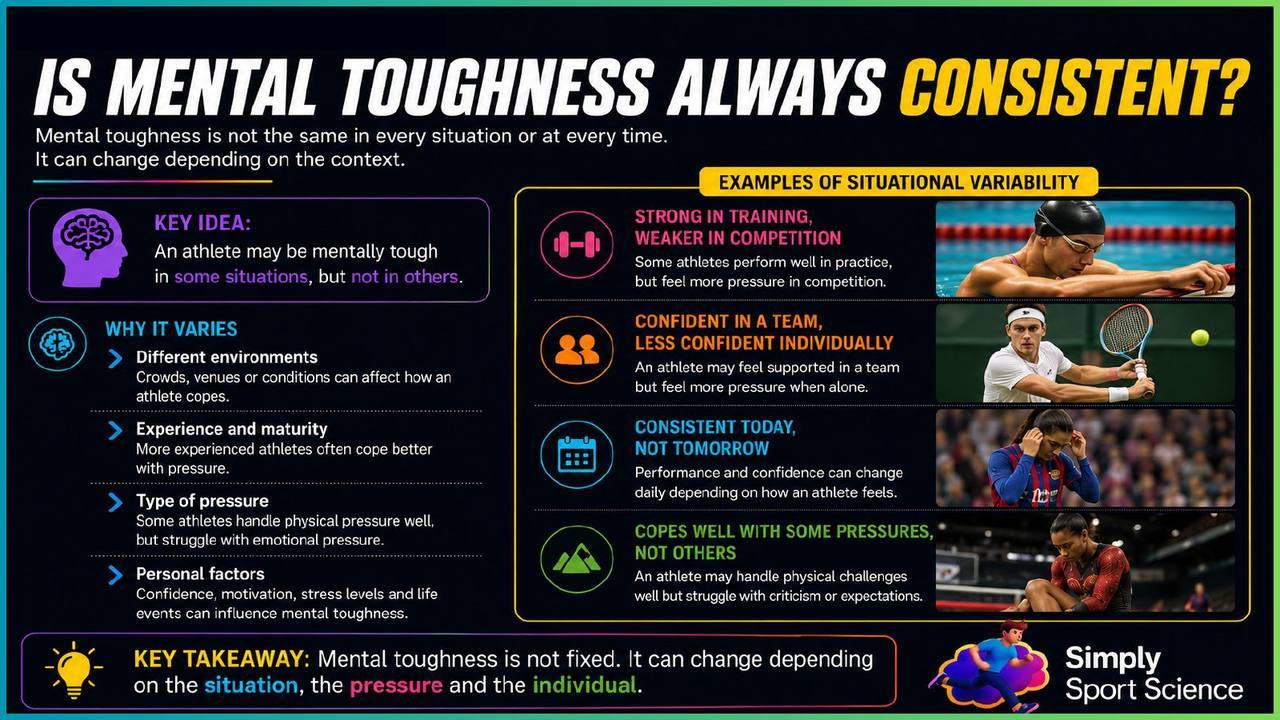 IS MENTAL TOUGHNESS ALWAYS CONSISTENT?
Mental toughness is not the same in every situation or at every time.
It can change depending on the context.
KEY IDEA:
An athlete may be mentally tough
in some situations, but not in others.
WHY IT VARIES
Different environments
Crowds, venues or conditions can affect how an
athlete copes.
Experience and maturity
More experienced athletes often cope better
with pressure.
Type of pressure
Some athletes handle physical pressure well,
but struggle with emotional pressure.
Personal factors
Confidence, motivation, stress levels and life
events can influence mental toughness.
EXAMPLES OF SITUATIONAL VARIABILITY
STRONG IN TRAINING,
WEAKER IN COMPETITION
Some athletes perform well in practice,
but feel more pressure in competition.
CONFIDENT IN A TEAM,
LESS CONFIDENT INDIVIDUALLY
An athlete may feel supported in a team
but feel more pressure when alone.
CONSISTENT TODAY,
NOT TOMORROW
Performance and confidence can change
daily depending on how an athlete feels.
COPES WELL WITH SOME PRESSURES,
NOT OTHERS
An athlete may handle physical challenges
well but struggle with criticism or expectations.
KEY TAKEAWAY: Mental toughness is not fixed. It can change depending
on the situation, the pressure and the individual.
Simply
Sport Science